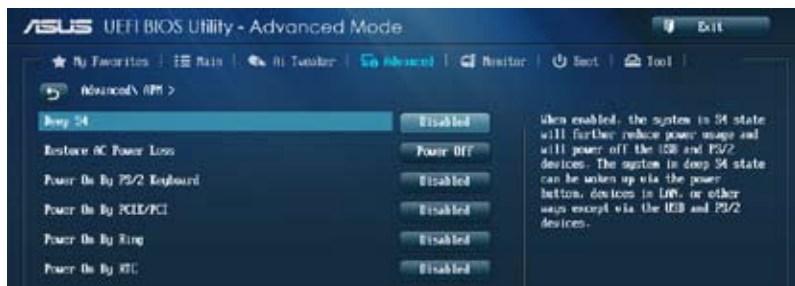 ASUS UEFI BIOS Utility - Advanced Mode
Exit
My Favorites
Main
Ai Tweaker
Advanced
Monitor
Boot
Tool
Advanced\ APM >
Deep S4 Disabled
Restore AC Power Loss Power Off
Power On By PS/2 Keyboard Disabled
Power On By PCIE/PCI Disabled
Power On By Ring Disabled
Power On By RTC Disabled
When enabled, the system in S4 state
will further reduce power usage and
will power off the USB and PS/2
devices. The system in deep S4 state
can be woken up via the power
button, devices in LAN, or other
ways except via the USB and PS/2
devices.